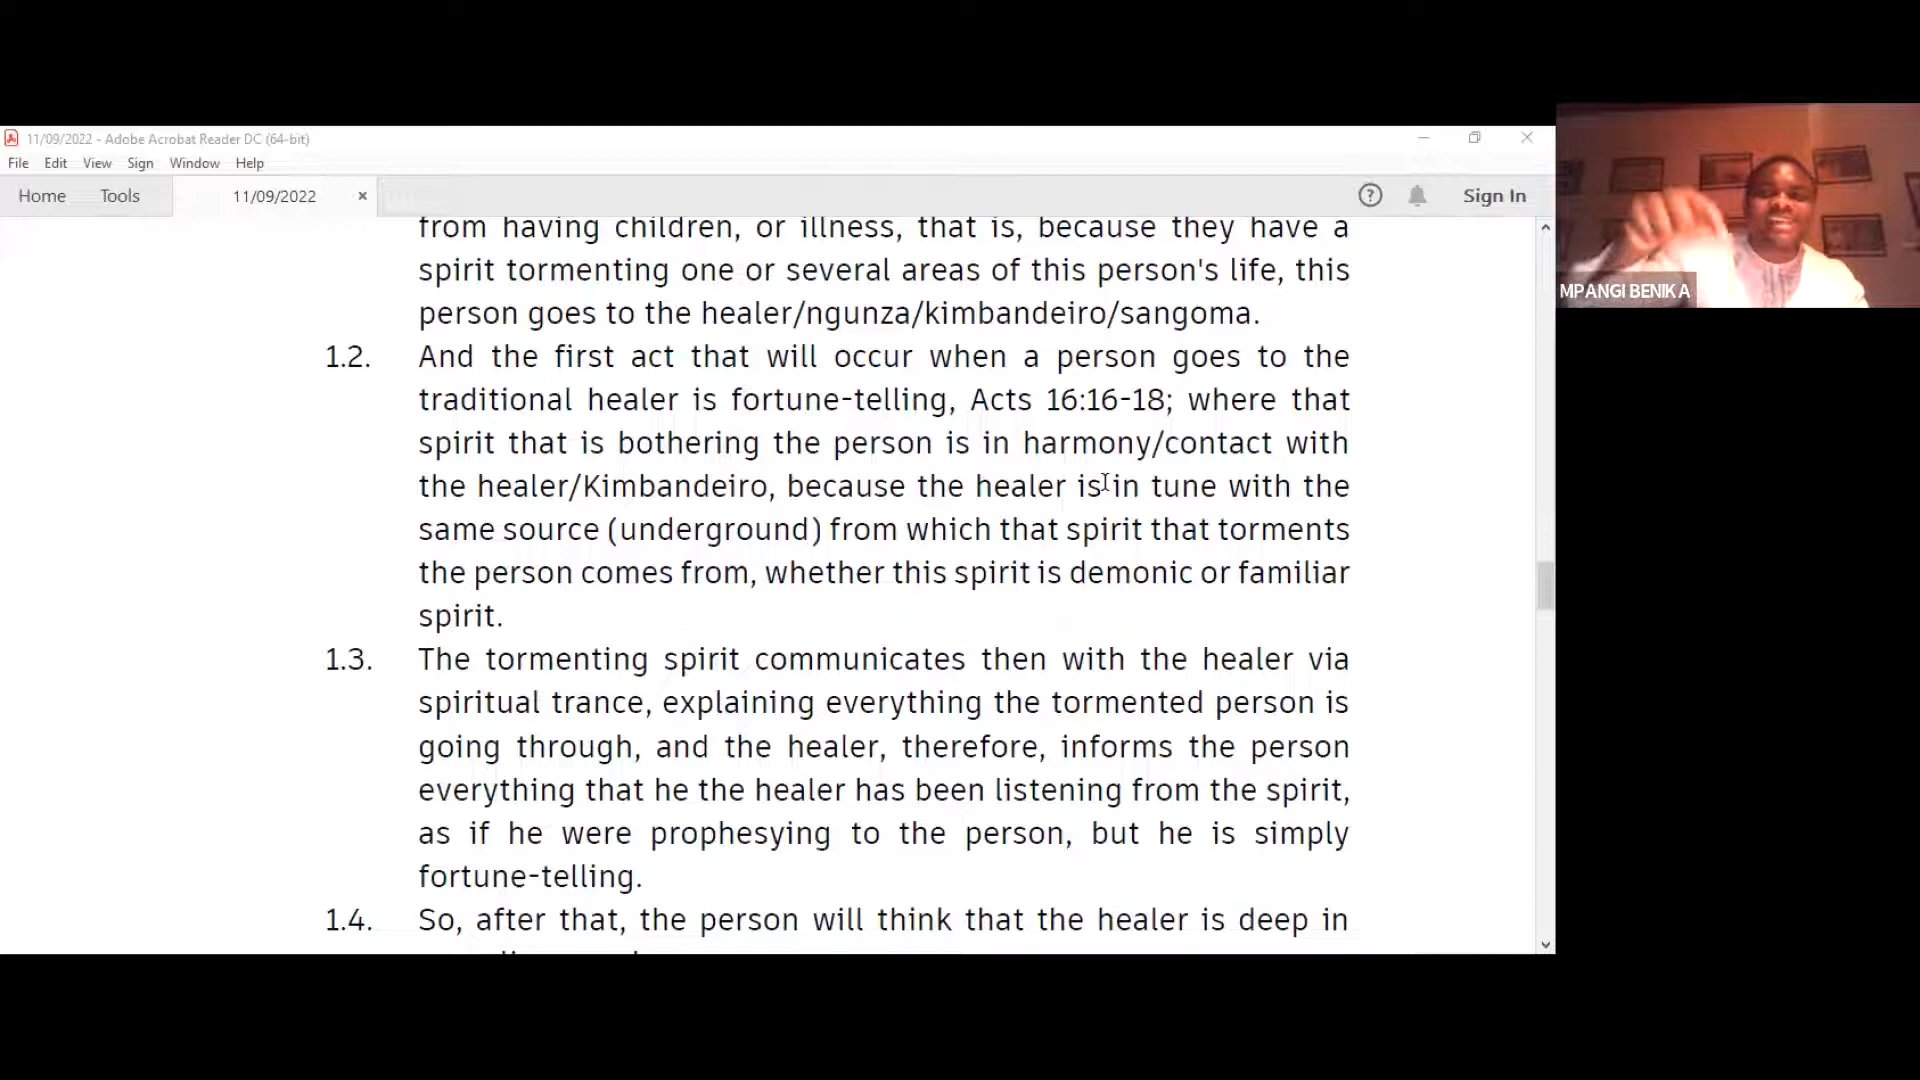 11/09/2022 - Adobe Acrobat Reader DC (64-bit)
File Edit View Sign Window Help
Home Tools 11/09/2022 × Sign In
from having children, or illness, that is, because they have a
spirit tormenting one or several areas of this person's life, this
person goes to the healer/ngunza/kimbandeiro/sangoma.
1.2. And the first act that will occur when a person goes to the
traditional healer is fortune-telling, Acts 16:16-18; where that
spirit that is bothering the person is in harmony/contact with
the healer/Kimbandeiro, because the healer is in tune with the
same source (underground) from which that spirit that torments
the person comes from, whether this spirit is demonic or familiar
spirit.
1.3. The tormenting spirit communicates then with the healer via
spiritual trance, explaining everything the tormented person is
going through, and the healer, therefore, informs the person
everything that he the healer has been listening from the spirit,
as if he were prophesying to the person, but he is simply
fortune-telling.
1.4. So, after that, the person will think that the healer is deep in
MPANGI BENIKA